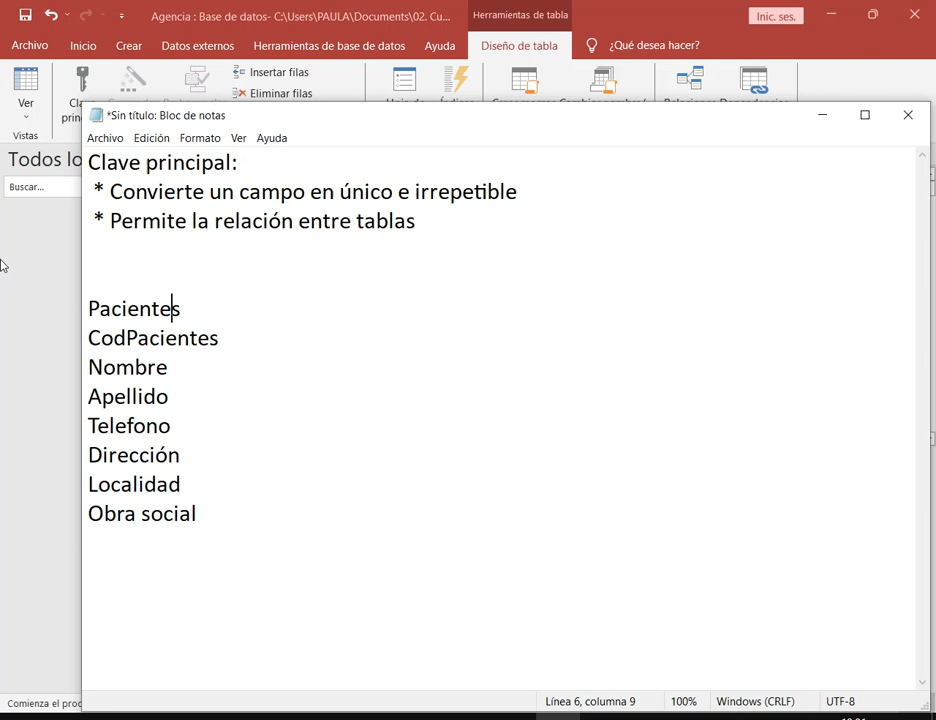 Agencia : Base de datos- C:\Users\PAULA\Documents\02. Cu...
Herramientas de tabla
Inic. ses.
Archivo Inicio Crear Datos externos Herramientas de base de datos Ayuda Diseño de tabla ¿Qué desea hacer?
Insertar filas
Eliminar filas
Ver
Vistas
Todos lo
Buscar...
*Sin título: Bloc de notas
Archivo Edición Formato Ver Ayuda
Clave principal:
* Convierte un campo en único e irrepetible
* Permite la relación entre tablas
Pacientes
CodPacientes
Nombre
Apellido
Telefono
Dirección
Localidad
Obra social
Línea 6, columna 9 100% Windows (CRLF) UTF-8
Comienza el proc